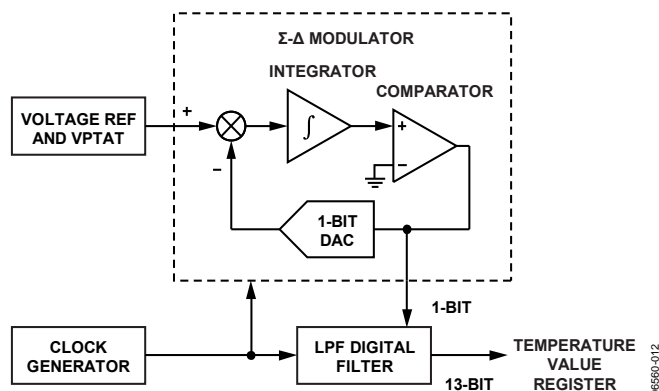 Σ-Δ MODULATOR
INTEGRATOR
COMPARATOR
VOLTAGE REF
AND VPTAT
+
−
∫
+
−
1-BIT
DAC
1-BIT
CLOCK
GENERATOR
LPF DIGITAL
FILTER
13-BIT
TEMPERATURE
VALUE
REGISTER
06560-012